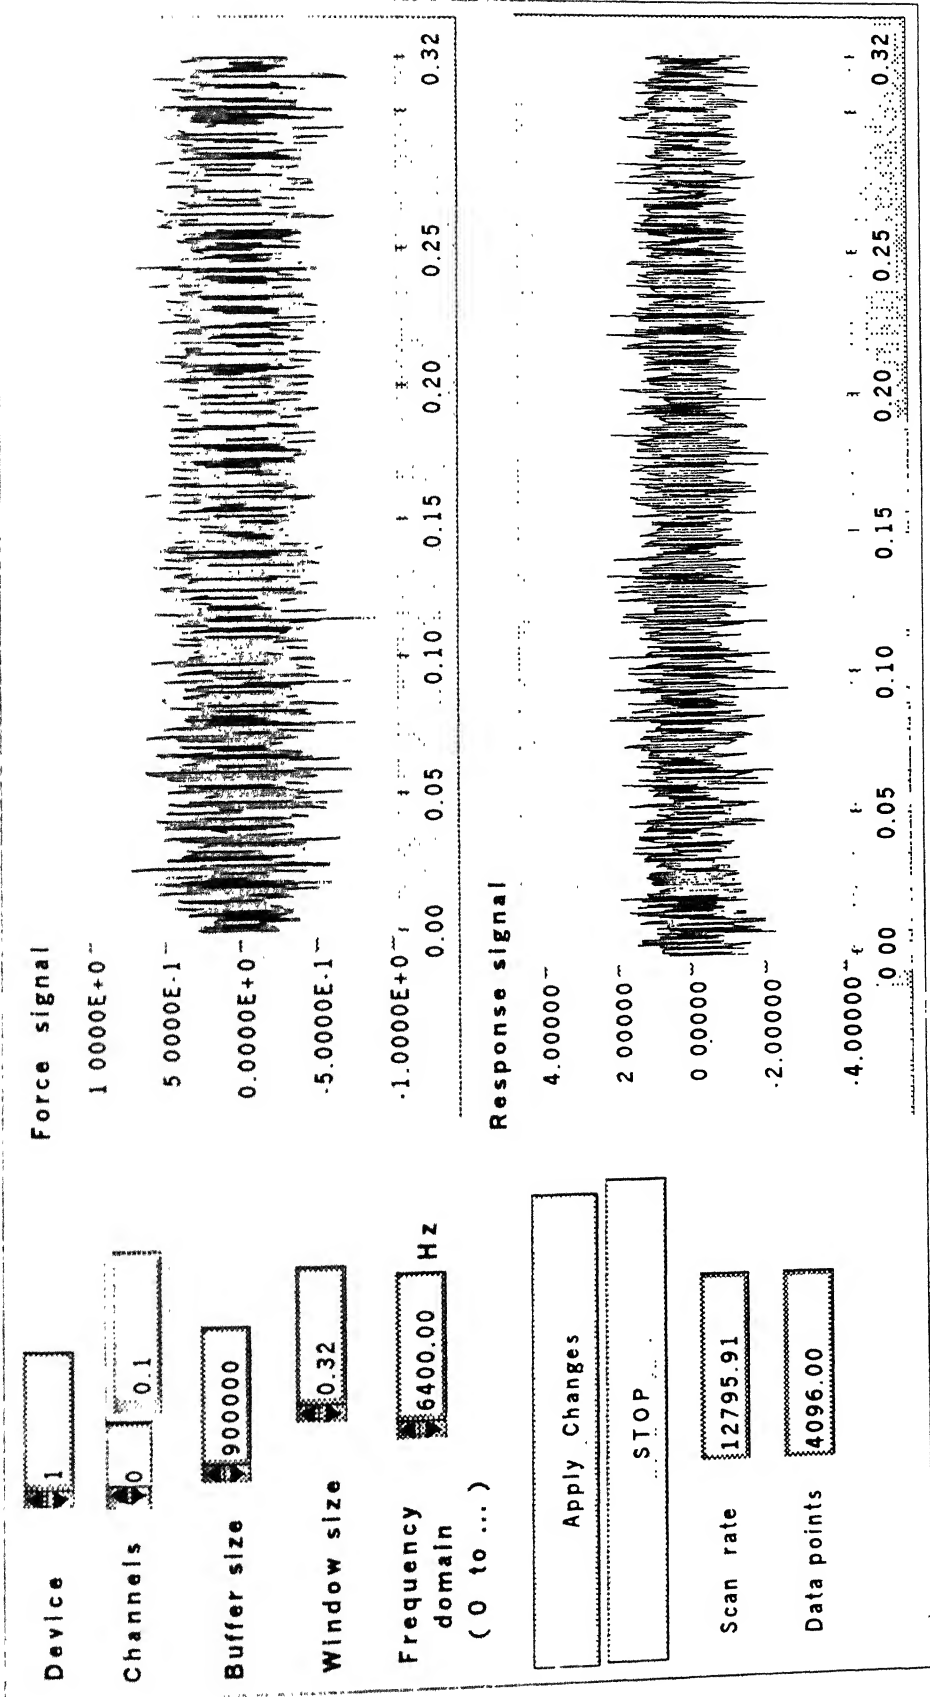 Device
1
Channels
0
0.1
Buffer size
900000
Window size
0.32
Frequency
domain
( 0 to ... )
6400.00
Hz
Apply Changes
STOP
Scan rate
12795.91
Data points
4096.00
Force signal
1 0000E+0
5 0000E-1
0.0000E+0
-5.0000E-1
-1.0000E+0
0.00
0.05
0.10
0.15
0.20
0.25
0.32
Response signal
4.00000
2 00000
0 00000
-2.00000
-4.00000
0 00
0.05
0.10
0.15
0.20
0.25
0.32